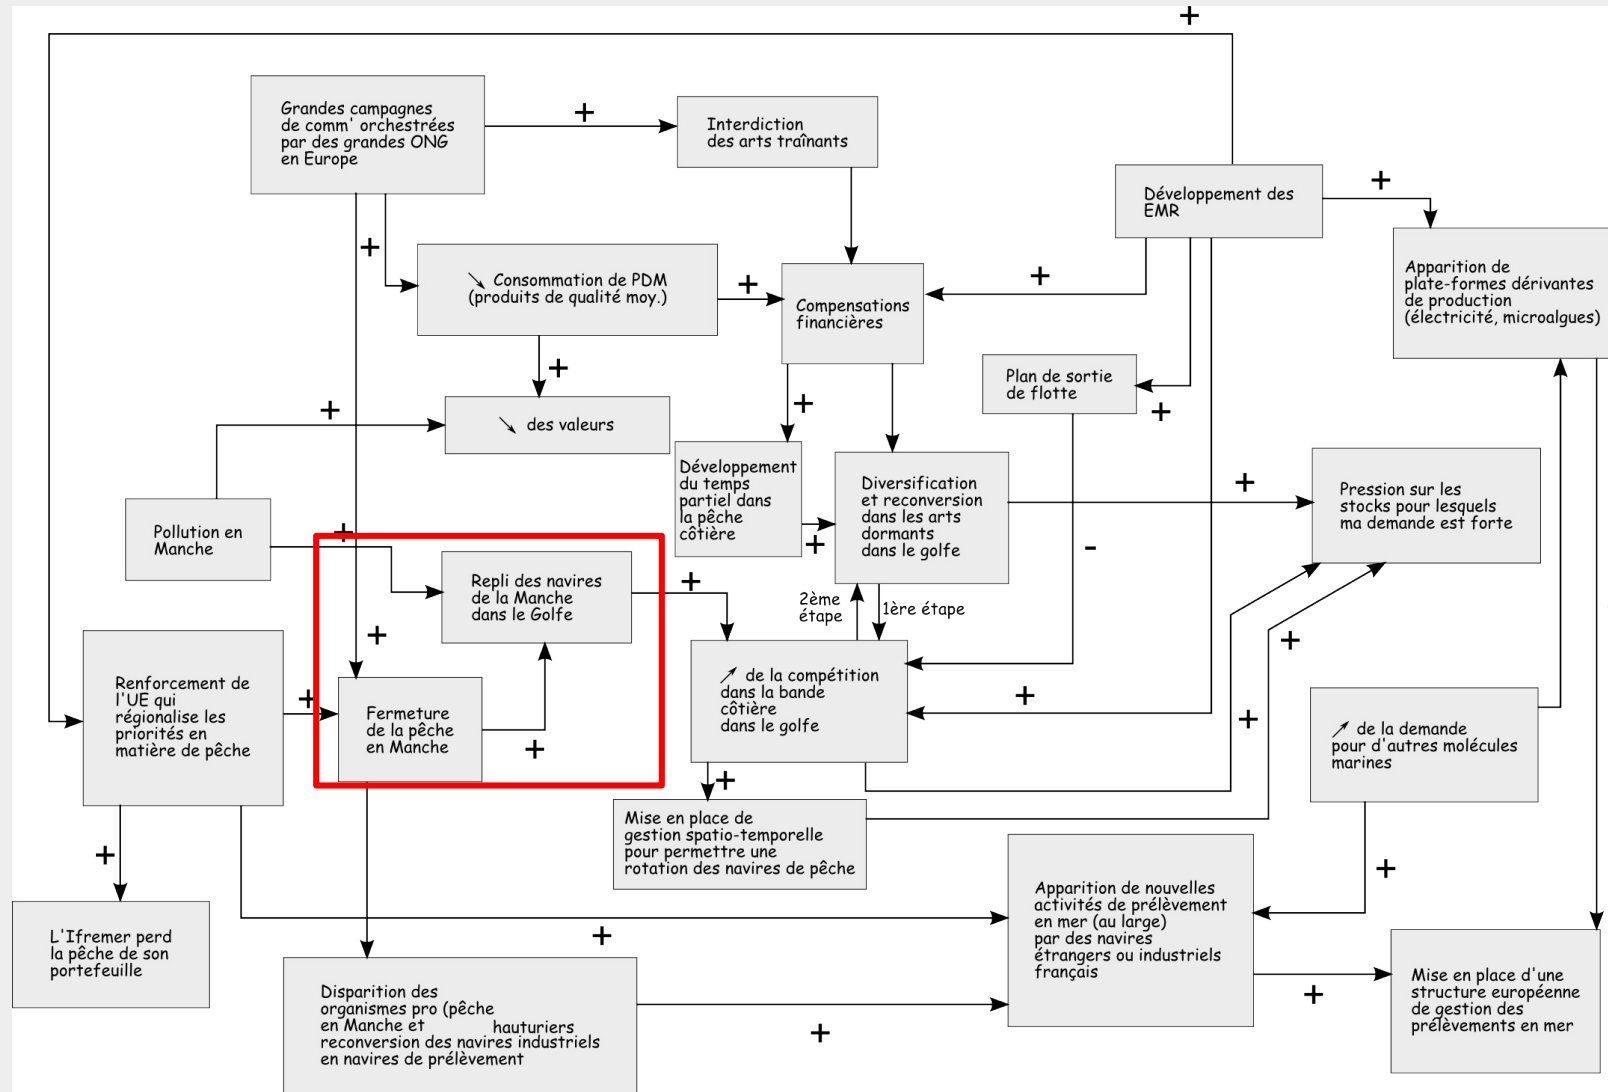 +
Grandes campagnes
de comm' orchestrées
par des grandes ONG
en Europe
+
Interdiction
des arts traînants
Développement des
EMR
+
+
↘ Consommation de PDM
(produits de qualité moy.)
+
Compensations
financières
+
Apparition de
plate-formes dérivantes
de production
(électricité, microalgues)
+
Plan de sortie
de flotte
+
+
+
↘ des valeurs
Développement
du temps
partiel dans
la pêche
côtière
+
Diversification
et reconversion
dans les arts
dormants
dans le golfe
+
Pression sur les
stocks pour lesquels
ma demande est forte
Pollution en
Manche
+
-
Repli des navires
de la Manche
dans le Golfe
+
2ème
étape
1ère étape
+
+
Renforcement de
l'UE qui
régionalise les
priorités en
matière de pêche
+
Fermeture
de la pêche
en Manche
+
↗ de la compétition
dans la bande
côtière
dans le golfe
+
+
↗ de la demande
pour d'autres molécules
marines
+
Mise en place de
gestion spatio-temporelle
pour permettre une
rotation des navires de pêche
+
+
L'Ifremer perd
la pêche de son
portefeuille
+
Apparition de nouvelles
activités de prélèvement
en mer (au large)
par des navires
étrangers ou industriels
français
Disparition des
organismes pro (pêche
en Manche et hauturiers
reconversion des navires industriels
en navires de prélèvement
+
+
Mise en place d'une
structure européenne
de gestion des
prélèvements en mer